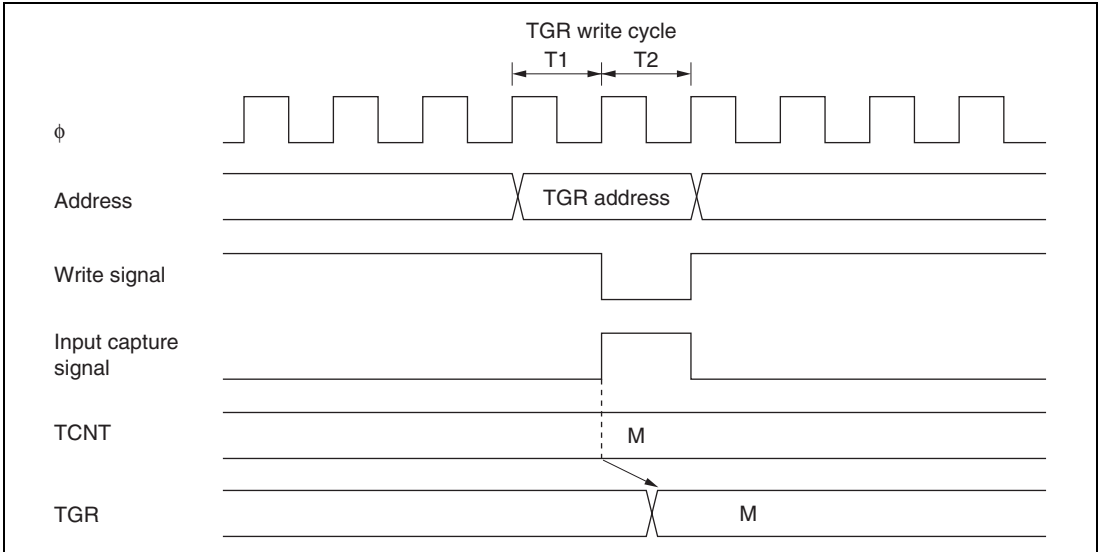 TGR write cycle
T1 T2
ϕ
Address
TGR address
Write signal
Input capture
signal
TCNT
M
TGR
M